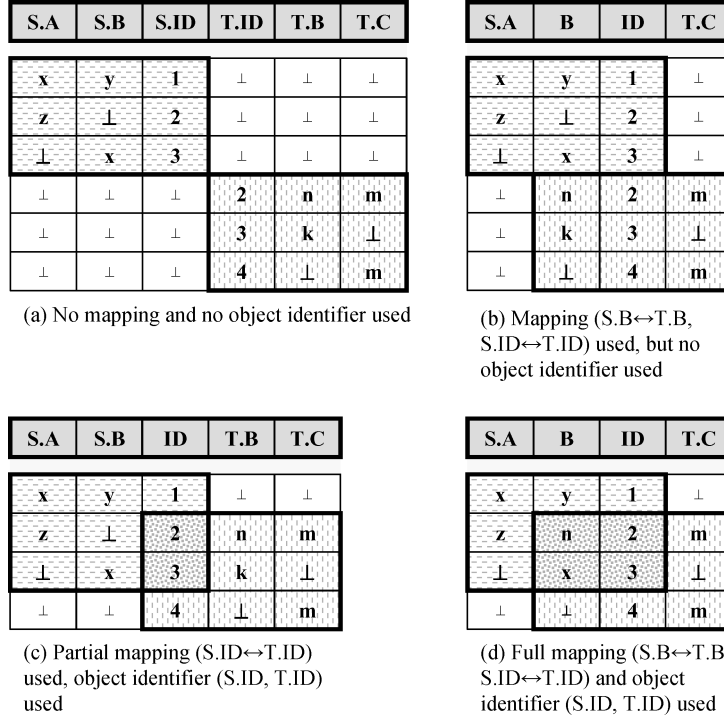 S.A S.B S.ID T.ID T.B T.C
x y 1 ⊥ ⊥ ⊥
z ⊥ 2 ⊥ ⊥ ⊥
⊥ x 3 ⊥ ⊥ ⊥
⊥ ⊥ ⊥ 2 n m
⊥ ⊥ ⊥ 3 k ⊥
⊥ ⊥ ⊥ 4 ⊥ m
(a) No mapping and no object identifier used
S.A B ID T.C
x y 1 ⊥
z ⊥ 2 ⊥
⊥ x 3 ⊥
⊥ n 2 m
⊥ k 3 ⊥
⊥ ⊥ 4 m
(b) Mapping (S.B↔T.B,
S.ID↔T.ID) used, but no
object identifier used
S.A S.B ID T.B T.C
x y 1 ⊥ ⊥
z ⊥ 2 n m
⊥ x 3 k ⊥
⊥ ⊥ 4 ⊥ m
(c) Partial mapping (S.ID↔T.ID)
used, object identifier (S.ID, T.ID)
used
S.A B ID T.C
x y 1 ⊥
z n 2 m
⊥ x 3 ⊥
⊥ ⊥ 4 m
(d) Full mapping (S.B↔T.B
S.ID↔T.ID) and object
identifier (S.ID, T.ID) used